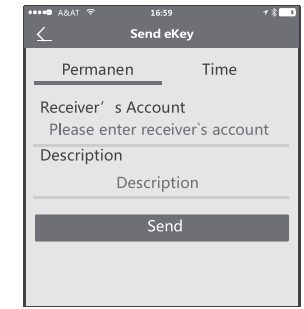 A&AT 16:59
Send eKey
Permanen Time
Receiver' s Account
Please enter receiver`s account
Description
Description
Send